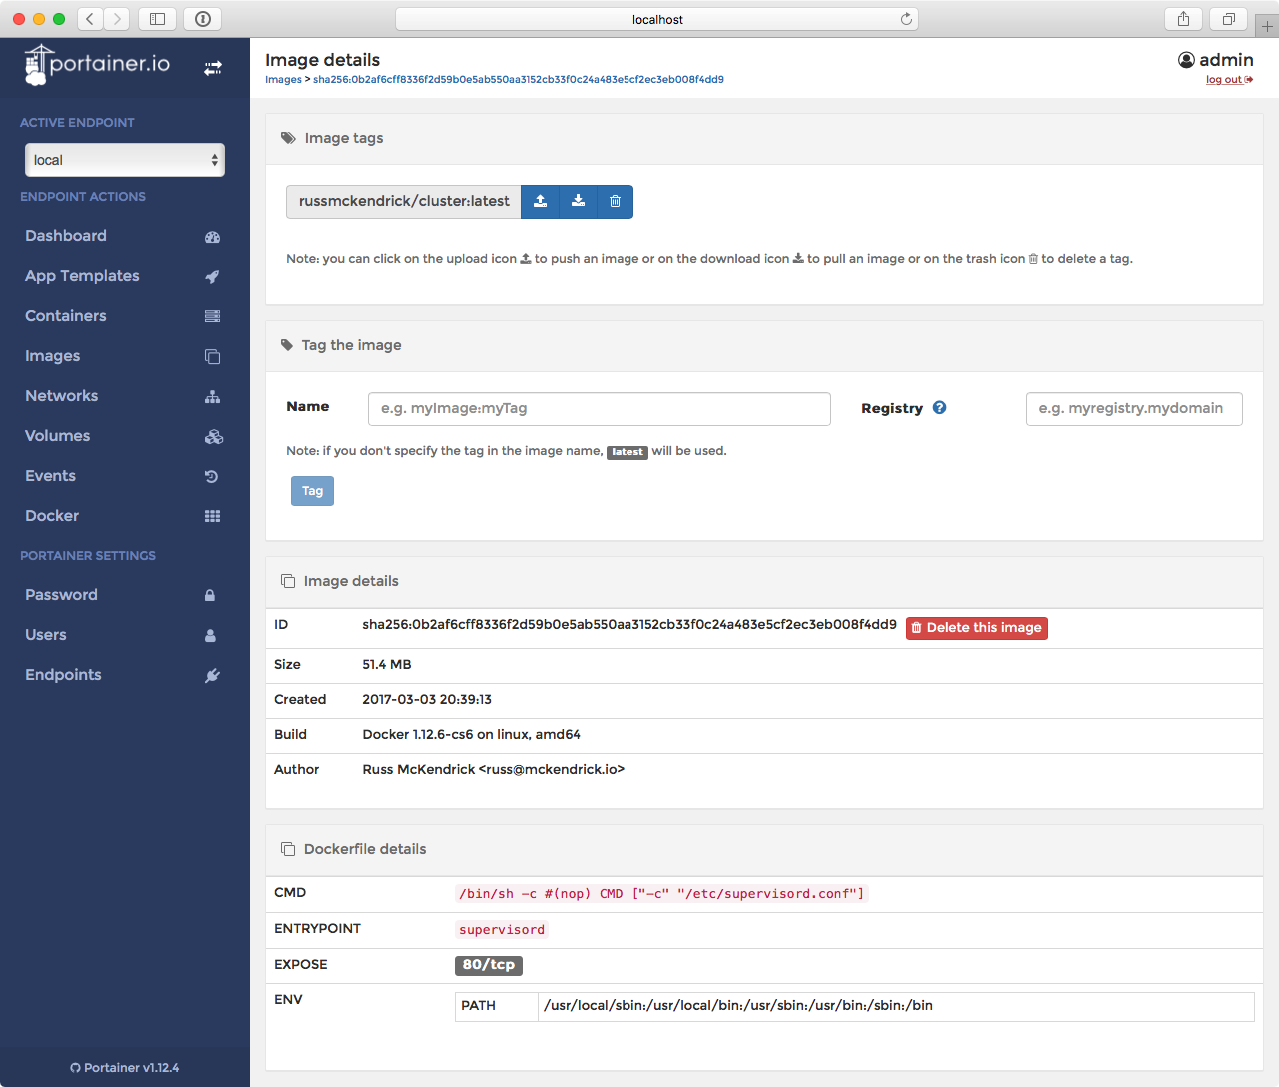 localhost
portainer.io
ACTIVE ENDPOINT
local
ENDPOINT ACTIONS
Dashboard
App Templates
Containers
Images
Networks
Volumes
Events
Docker
PORTAINER SETTINGS
Password
Users
Endpoints
Portainer v1.12.4
Image details
admin
Images > sha256:0b2af6cff8336f2d59b0e5ab550aa3152cb33f0c24a483e5cf2ec3eb008f4dd9
log out
Image tags
russmckendrick/cluster:latest
Note: you can click on the upload icon to push an image or on the download icon to pull an image or on the trash icon to delete a tag.
Tag the image
Name e.g. myImage:myTag Registry ? e.g. myregistry.mydomain
Note: if you don't specify the tag in the image name, latest will be used.
Tag
Image details
ID sha256:0b2af6cff8336f2d59b0e5ab550aa3152cb33f0c24a483e5cf2ec3eb008f4dd9 Delete this image
Size 51.4 MB
Created 2017-03-03 20:39:13
Build Docker 1.12.6-cs6 on linux, amd64
Author Russ McKendrick <russ@mckendrick.io>
Dockerfile details
CMD /bin/sh -c #(nop) CMD ["-c" "/etc/supervisord.conf"]
ENTRYPOINT supervisord
EXPOSE 80/tcp
ENV PATH /usr/local/sbin:/usr/local/bin:/usr/sbin:/usr/bin:/sbin:/bin